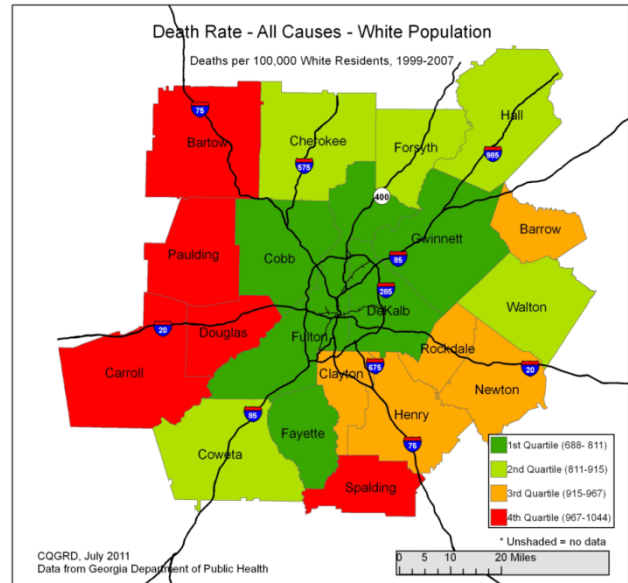 Death Rate - All Causes - White Population
Deaths per 100,000 White Residents, 1999-2007
75
Bartow
Cherokee
575
Forsyth
Hall
985
400
Gwinnett
Barrow
Paulding
Cobb
85
285
DeKalb
Walton
20
Douglas
Fulton
Rockdale
Carroll
Clayton
675
20
Newton
Henry
85
Fayette
75
Coweta
Spalding
1st Quartile (688- 811)
2nd Quartile (811-915)
3rd Quartile (915-967)
4th Quartile (967-1044)
* Unshaded = no data
CQGRD, July 2011
Data from Georgia Department of Public Health
0 5 10 20 Miles